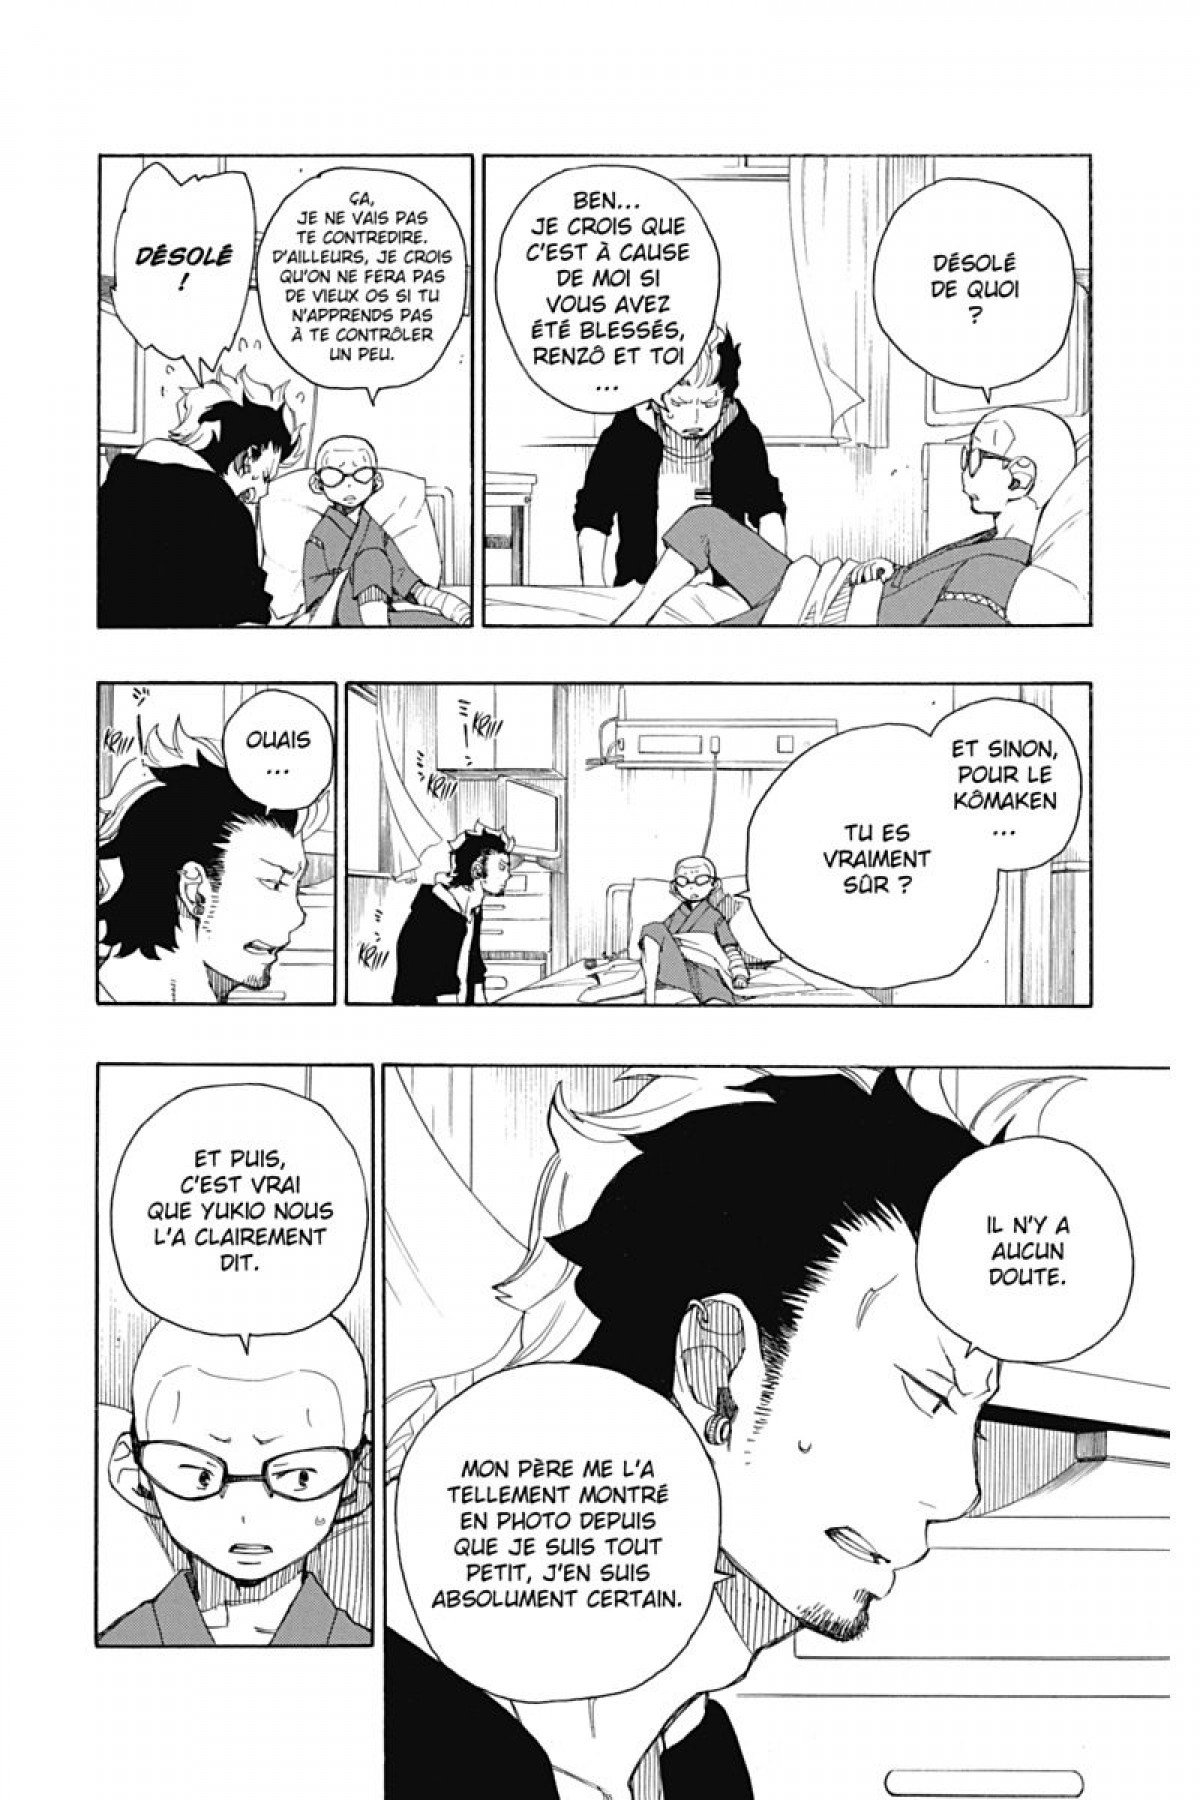 DÉSOLÉ
DE QUOI
?
BEN...
JE CROIS QUE
C'EST À CAUSE
DE MOI SI
VOUS AVEZ
ÉTÉ BLESSÉS,
RENZÔ ET TOI
...
ÇA,
JE NE VAIS PAS
TE CONTREDIRE.
D'AILLEURS, JE CROIS
QU'ON NE FERA PAS
DE VIEUX OS SI TU
N'APPRENDS PAS
À TE CONTRÔLER
UN PEU.
DÉSOLÉ
!
ET SINON,
POUR LE
KÔMAKEN
...
TU ES
VRAIMENT
SÛR ?
KRIII
KRIII
KRIII
KRIII
OUAIS
...
KRIII
IL N'Y A
AUCUN
DOUTE.
MON PÈRE ME L'A
TELLEMENT MONTRÉ
EN PHOTO DEPUIS
QUE JE SUIS TOUT
PETIT, J'EN SUIS
ABSOLUMENT CERTAIN.
ET PUIS,
C'EST VRAI
QUE YUKIO NOUS
L'A CLAIREMENT
DIT.